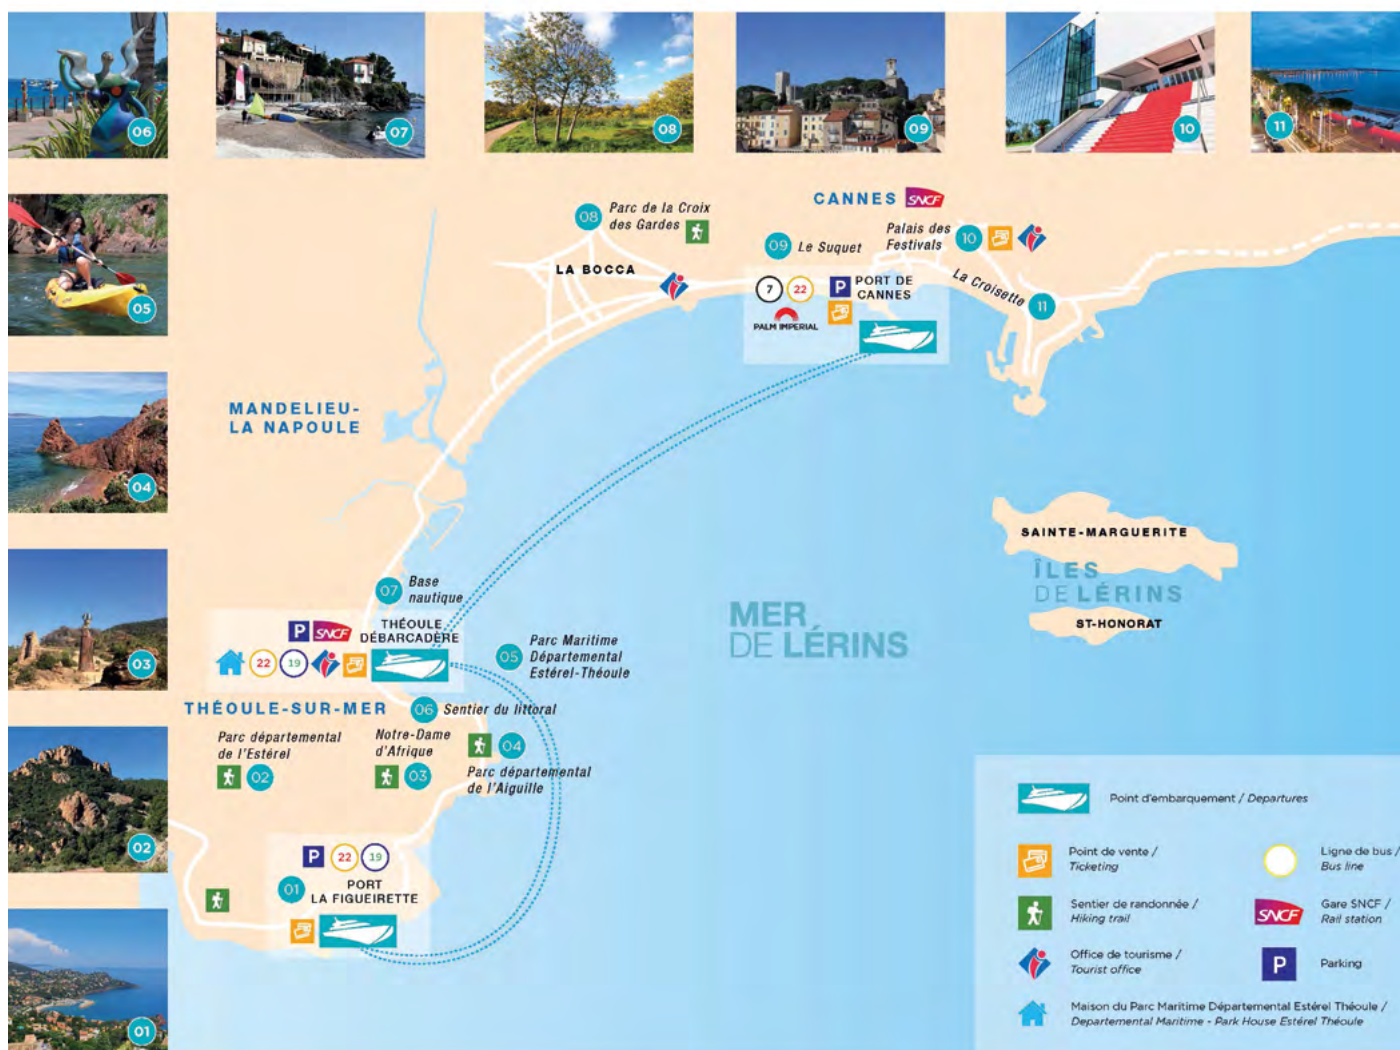 06
07
08
09
10
11
05
04
03
02
01
CANNES SNCF
08 Parc de la Croix
des Gardes
09 Le Suquet
Palais des
Festivals
10
LA BOCCA
7
22
P
PORT DE
CANNES
PALM IMPERIAL
La Croisette
11
MANDELIEU-
LA NAPOULE
SAINTE-MARGUERITE
ÎLES
DE LÉRINS
ST-HONORAT
MER
DE LÉRINS
07 Base
nautique
P SNCF
THÉOULE
DÉBARCADÈRE
22 19
05
Parc Maritime
Départemental
Estérel-Théoule
THÉOULE-SUR-MER
06 Sentier du littoral
Parc départemental
de l'Estérel
02
Notre-Dame
d'Afrique
03
04
Parc départemental
de l'Aiguille
P 22 19
01
PORT
LA FIGUEIRETTE
Point d'embarquement / Departures
Point de vente /
Ticketing
Ligne de bus /
Bus line
Sentier de randonnée /
Hiking trail
SNCF
Gare SNCF /
Rail station
Office de tourisme /
Tourist office
P
Parking
Maison du Parc Maritime Départemental Estérel Théoule /
Departemental Maritime - Park House Estérel Théoule